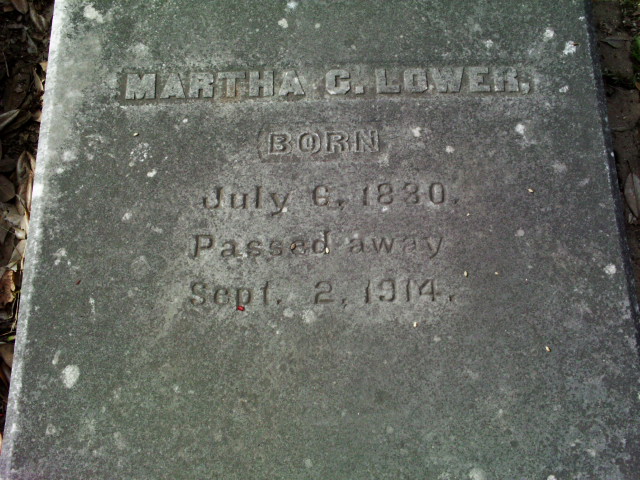 MARTHA C. LOWER,
BORN
July 6, 1830.
Passed away
Sept. 2, 1914.